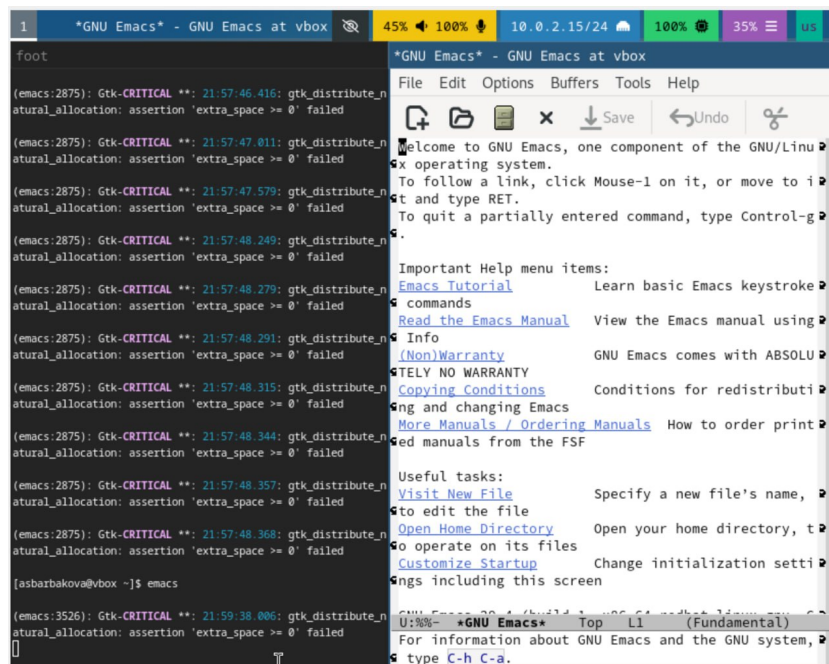 1 *GNU Emacs* - GNU Emacs at vbox 45% 100% 10.0.2.15/24 100% 35% us
foot
(emacs:2875): Gtk-CRITICAL **: 21:57:46.416: gtk_distribute_n
atural_allocation: assertion 'extra_space >= 0' failed
(emacs:2875): Gtk-CRITICAL **: 21:57:47.011: gtk_distribute_n
atural_allocation: assertion 'extra_space >= 0' failed
(emacs:2875): Gtk-CRITICAL **: 21:57:47.579: gtk_distribute_n
atural_allocation: assertion 'extra_space >= 0' failed
(emacs:2875): Gtk-CRITICAL **: 21:57:48.249: gtk_distribute_n
atural_allocation: assertion 'extra_space >= 0' failed
(emacs:2875): Gtk-CRITICAL **: 21:57:48.279: gtk_distribute_n
atural_allocation: assertion 'extra_space >= 0' failed
(emacs:2875): Gtk-CRITICAL **: 21:57:48.291: gtk_distribute_n
atural_allocation: assertion 'extra_space >= 0' failed
(emacs:2875): Gtk-CRITICAL **: 21:57:48.315: gtk_distribute_n
atural_allocation: assertion 'extra_space >= 0' failed
(emacs:2875): Gtk-CRITICAL **: 21:57:48.344: gtk_distribute_n
atural_allocation: assertion 'extra_space >= 0' failed
(emacs:2875): Gtk-CRITICAL **: 21:57:48.357: gtk_distribute_n
atural_allocation: assertion 'extra_space >= 0' failed
(emacs:2875): Gtk-CRITICAL **: 21:57:48.368: gtk_distribute_n
atural_allocation: assertion 'extra_space >= 0' failed
[asbarbakova@vbox ~]$ emacs
(emacs:3526): Gtk-CRITICAL **: 21:59:38.006: gtk_distribute_n
atural_allocation: assertion 'extra_space >= 0' failed
*GNU Emacs* - GNU Emacs at vbox
File Edit Options Buffers Tools Help
Save Undo
Welcome to GNU Emacs, one component of the GNU/Linu
x operating system.
To follow a link, click Mouse-1 on it, or move to i
t and type RET.
To quit a partially entered command, type Control-g
.
Important Help menu items:
Emacs Tutorial Learn basic Emacs keystroke
commands
Read the Emacs Manual View the Emacs manual using
Info
(Non)Warranty GNU Emacs comes with ABSOLU
TELY NO WARRANTY
Copying Conditions Conditions for redistributi
ng and changing Emacs
More Manuals / Ordering Manuals How to order print
ed manuals from the FSF
Useful tasks:
Visit New File Specify a new file's name,
to edit the file
Open Home Directory Open your home directory, t
o operate on its files
Customize Startup Change initialization setti
ngs including this screen
U:%%- *GNU Emacs* Top L1 (Fundamental)
For information about GNU Emacs and the GNU system,
type C-h C-a.